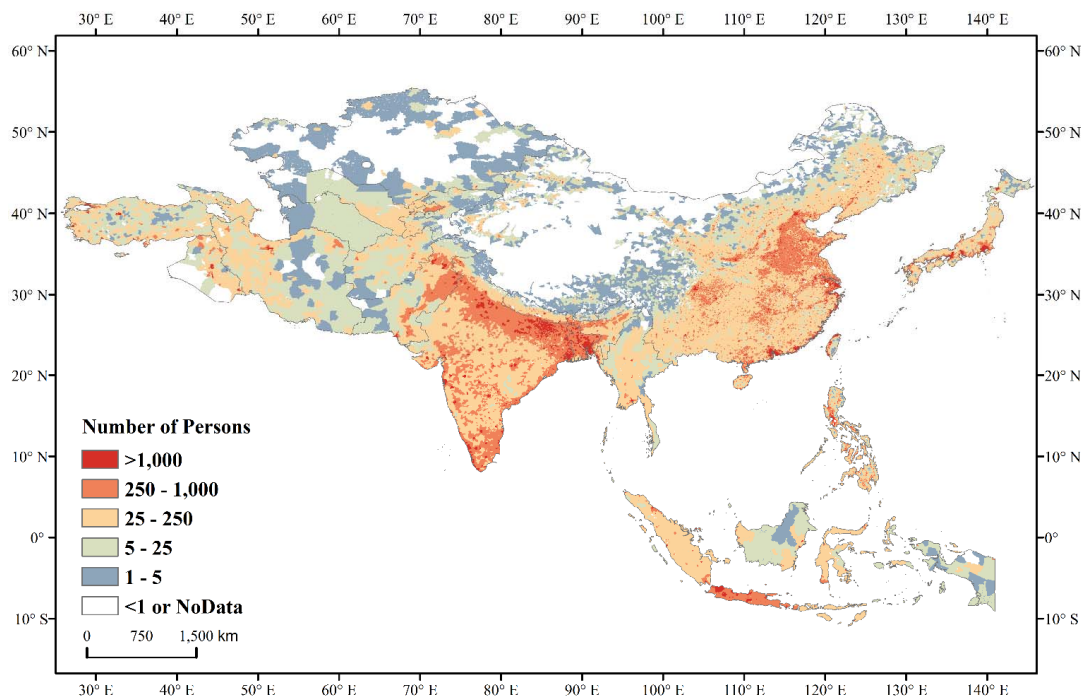 30° E 40° E 50° E 60° E 70° E 80° E 90° E 100° E 110° E 120° E 130° E 140° E
60° N 60° N
50° N 50° N
40° N 40° N
30° N 30° N
20° N 20° N
10° N 10° N
0° 0°
10° S 10° S
Number of Persons
>1,000
250 - 1,000
25 - 250
5 - 25
1 - 5
<1 or NoData
0 750 1,500 km
30° E 40° E 50° E 60° E 70° E 80° E 90° E 100° E 110° E 120° E 130° E 140° E